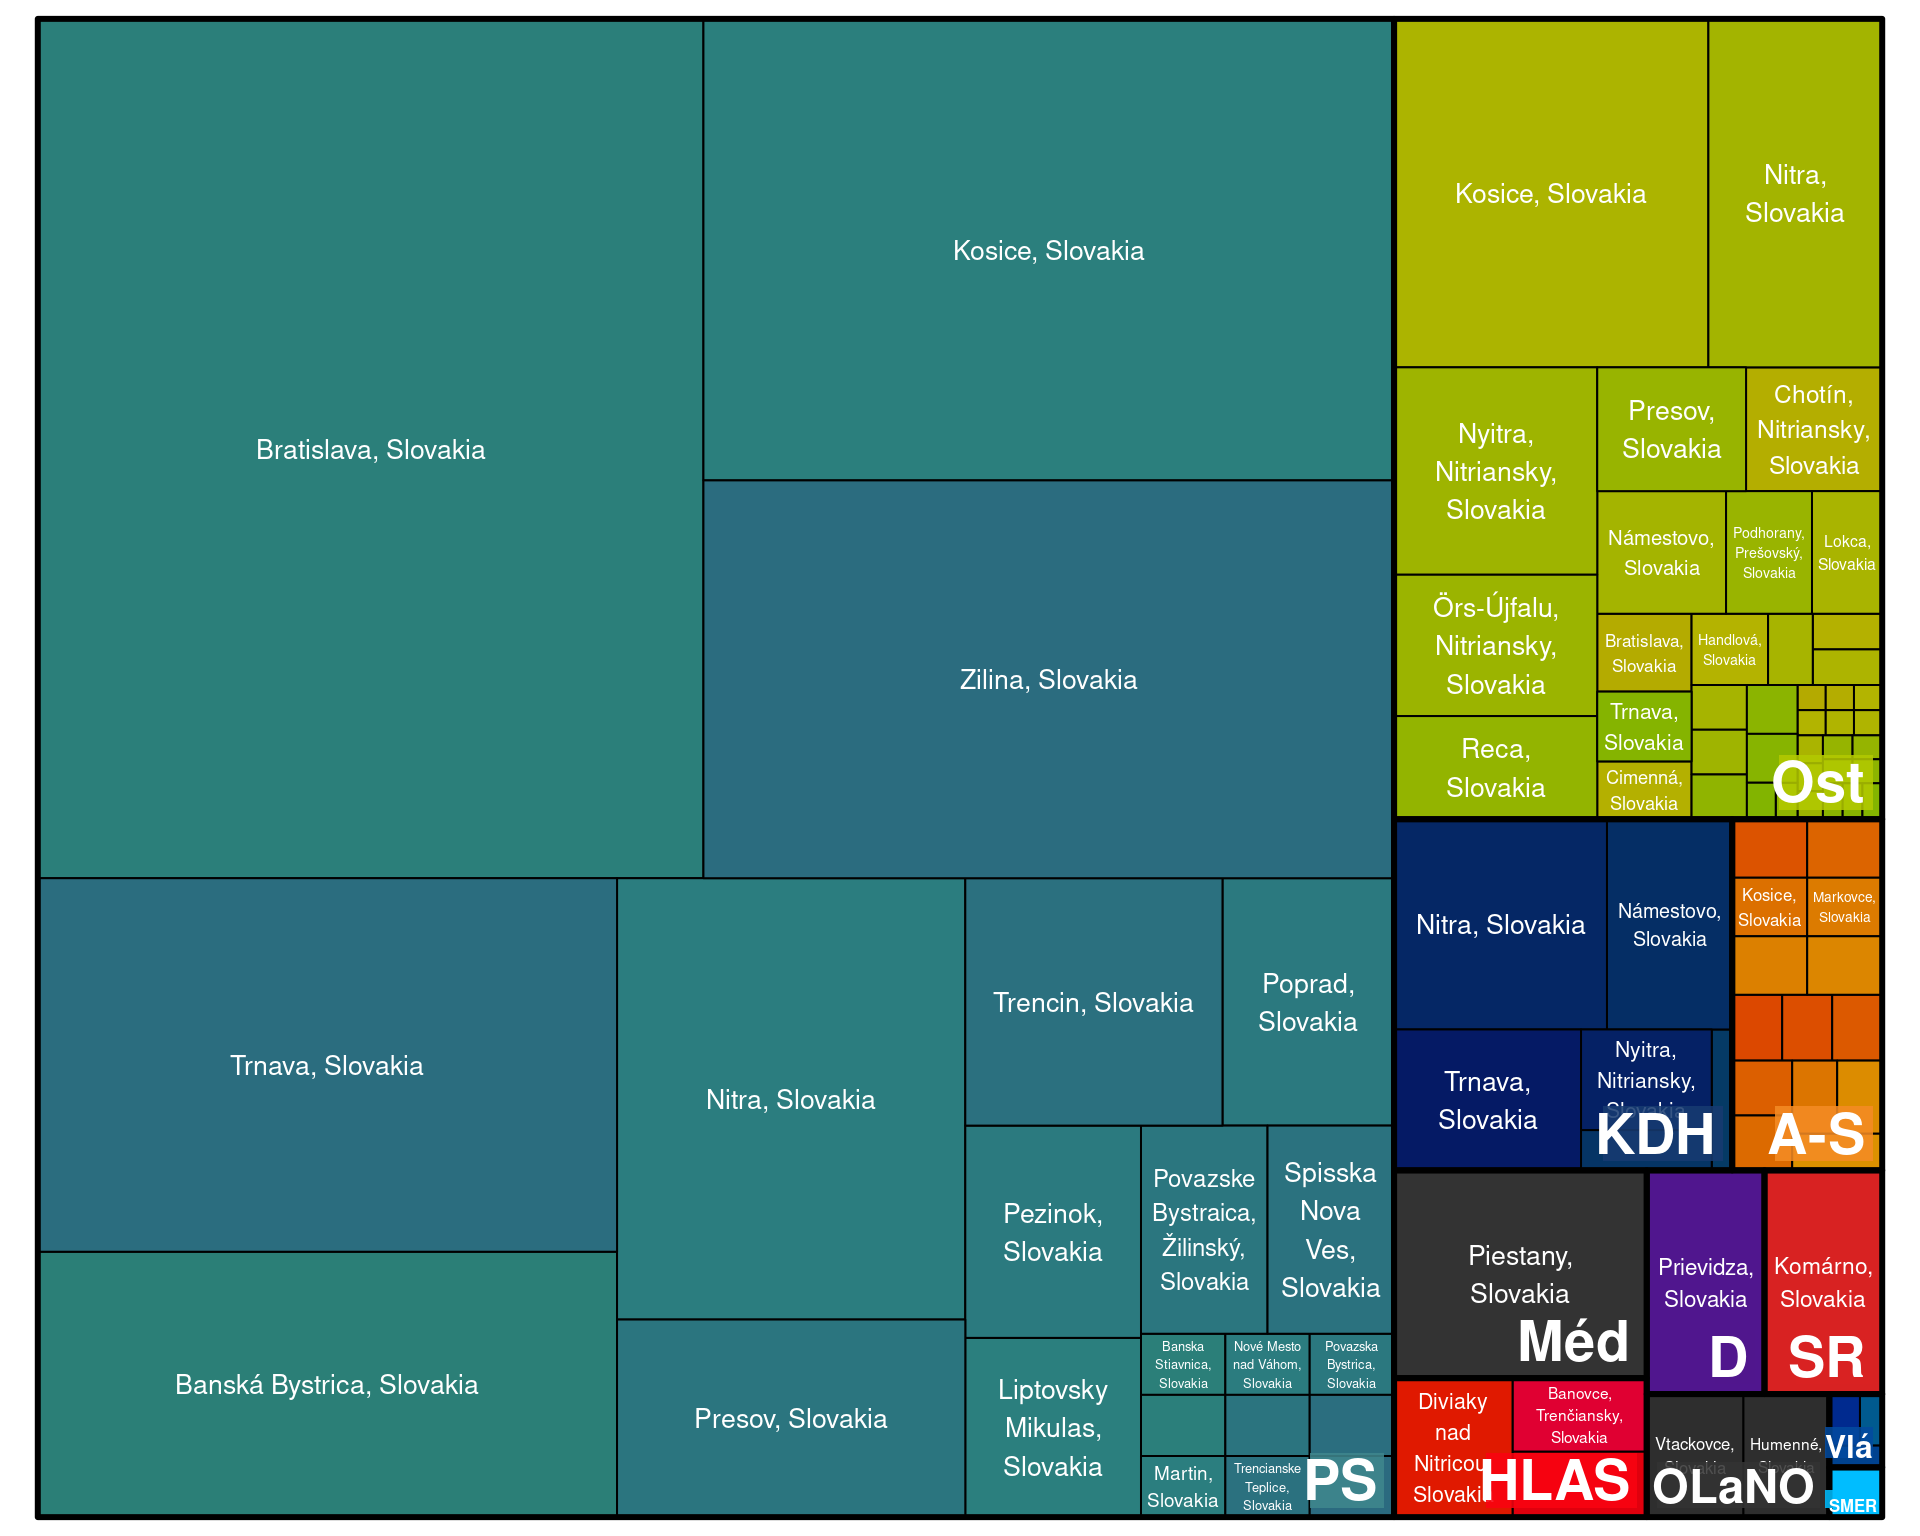 Bratislava, Slovakia
Kosice, Slovakia
Zilina, Slovakia
Trnava, Slovakia
Banská Bystrica, Slovakia
Nitra, Slovakia
Presov, Slovakia
Trencin, Slovakia
Poprad,
Slovakia
Pezinok,
Slovakia
Povazske
Bystraica,
Žilinský,
Slovakia
Spisska
Nova
Ves,
Slovakia
Liptovsky
Mikulas,
Slovakia
Banska
Stiavnica,
Slovakia
Nové Mesto
nad Váhom,
Slovakia
Povazska
Bystrica,
Slovakia
Martin,
Slovakia
Trencianske
Teplice,
Slovakia
PS
Kosice, Slovakia
Nitra,
Slovakia
Nyitra,
Nitriansky,
Slovakia
Presov,
Slovakia
Chotín,
Nitriansky,
Slovakia
Námestovo,
Slovakia
Podhorany,
Prešovský,
Slovakia
Lokca,
Slovakia
Örs-Újfalu,
Nitriansky,
Slovakia
Bratislava,
Slovakia
Handlová,
Slovakia
Reca,
Slovakia
Trnava,
Slovakia
Cimenná,
Slovakia
Ost
Nitra, Slovakia
Námestovo,
Slovakia
Trnava,
Slovakia
Nyitra,
Nitriansky,
Slovakia
KDH
Kosice,
Slovakia
Markovce,
Slovakia
A-S
Piestany,
Slovakia
Méd
Prievidza,
Slovakia
D
Komárno,
Slovakia
SR
Diviaky
nad
Nitricou
Slovakia
Banovce,
Trenčiansky,
Slovakia
HLAS
Vtackovce,
Slovakia
Humenné,
Slovakia
OLaNO
Vlá
SMER